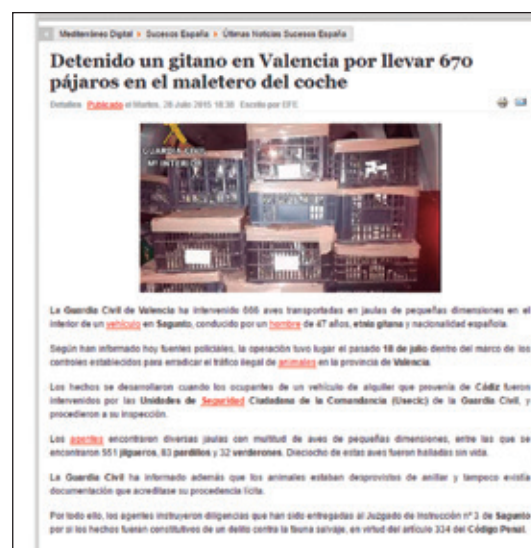 Mediterráneo Digital Sucesos España Últimas Noticias Sucesos España
Detenido un gitano en Valencia por llevar 670
pájaros en el maletero del coche
Detalles Publicado el Martes, 28 Julio 2015 18:38 Escrito por EFE
GUARDIA CIVIL
Mº INTERIOR
La Guardia Civil de Valencia ha intervenido 666 aves transportadas en jaulas de pequeñas dimensiones en el
interior de un vehículo en Sagunto, conducido por un hombre de 47 años, etnia gitana y nacionalidad española.
Según han informado hoy fuentes policiales, la operación tuvo lugar el pasado 18 de julio dentro del marco de los
controles establecidos para erradicar el tráfico ilegal de animales en la provincia de Valencia.
Los hechos se desarrollaron cuando los ocupantes de un vehículo de alquiler que provenía de Cádiz fueron
intervenidos por las Unidades de Seguridad Ciudadana de la Comandancia (Usecic) de la Guardia Civil, y
procedieron a su inspección.
Los agentes encontraron diversas jaulas con multitud de aves de pequeñas dimensiones, entre las que se
encontraron 551 jilgueros, 83 pardillos y 32 verderones. Dieciocho de estas aves fueron halladas sin vida.
La Guardia Civil ha informado además que los animales estaban desprovistos de anillar y tampoco existía
documentación que acreditase su procedencia lícita.
Por todo ello, los agentes instruyeron diligencias que han sido entregadas al Juzgado de Instrucción nº 3 de Sagunto
por si los hechos fueran constitutivos de un delito contra la fauna salvaje, en virtud del artículo 334 del Código Penal.